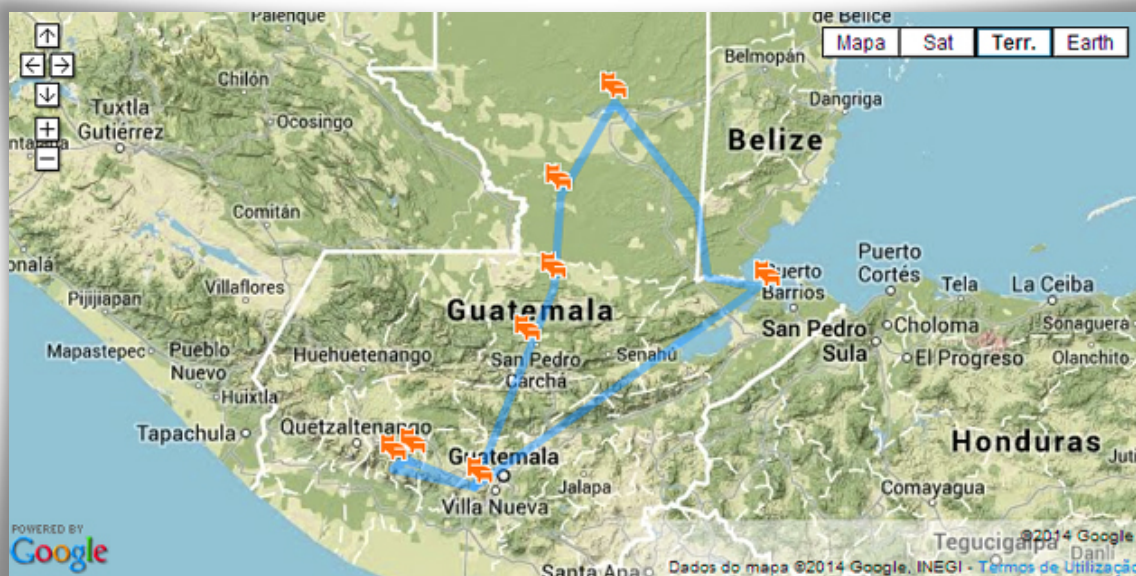 Palenque
de Belice
Mapa
Sat
Terr.
Earth
Belmopán
Chilón
Dangriga
Tuxtla
Gutiérrez
Ocosingo
Belize
Comitán
onalá
Villaflores
Puerto
Barrios
Puerto
Cortés
Tela
La Ceiba
Pijijiapan
Guatemala
San Pedro
Sula
Choloma
Sonaguera
Mapastepec
Pueblo
Nuevo
Huehuetenango
San Pedro
Carchá
Senahú
El Progreso
Olanchito
Huixtla
Tapachula
Quetzaltenango
Guatemala
Honduras
Juti
Villa Nueva
Jalapa
Comayagua
POWERED BY
Google
Tegucigalpa
©2014 Google
Danlí
Santa Ana
Dados do mapa ©2014 Google, INEGI - Termos de Utilização